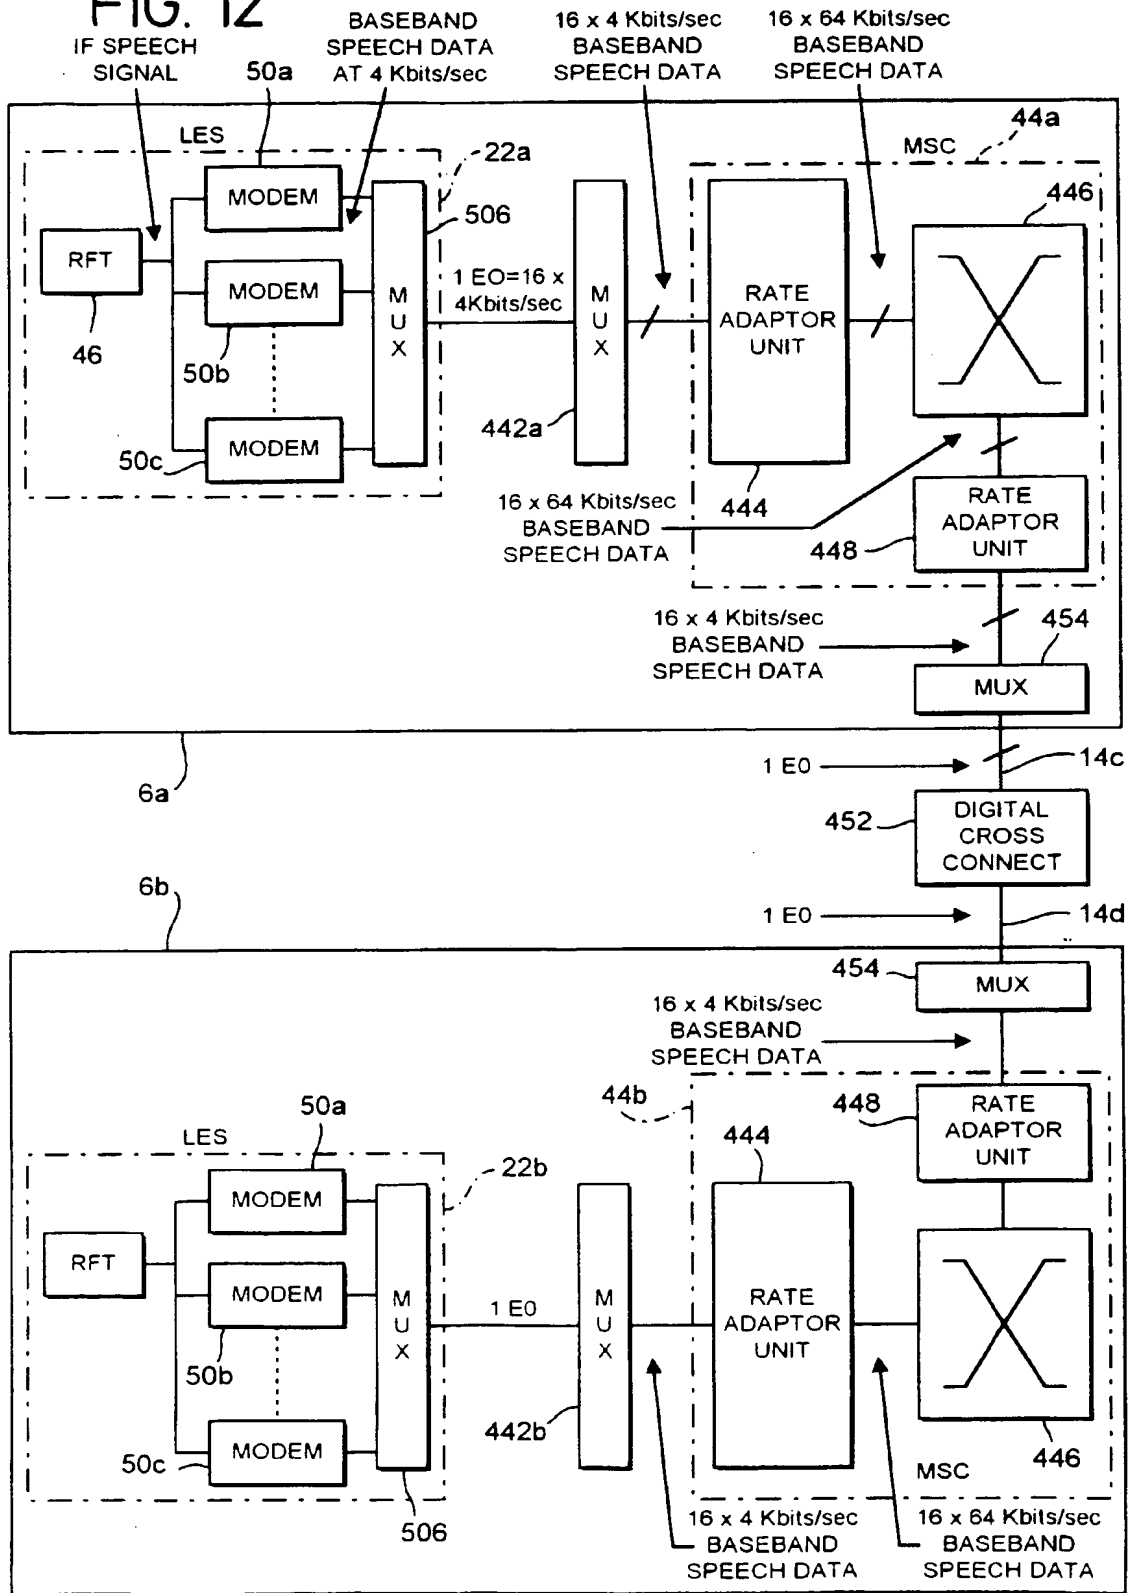 FIG. 12
IF SPEECH
SIGNAL
50a
BASEBAND
SPEECH DATA
AT 4 Kbits/sec
16 x 4 Kbits/sec
BASEBAND
SPEECH DATA
16 x 64 Kbits/sec
BASEBAND
SPEECH DATA
LES
22a
MSC
44a
MODEM
506
446
RFT
46
MODEM
50b
MUX
1 EO=16 x
4Kbits/sec
MUX
RATE
ADAPTOR
UNIT
MODEM
50c
442a
444
16 x 64 Kbits/sec
BASEBAND
SPEECH DATA
RATE
ADAPTOR
UNIT
448
16 x 4 Kbits/sec
BASEBAND
SPEECH DATA
454
MUX
6a
1 E0
14c
452
DIGITAL
CROSS
CONNECT
6b
1 E0
14d
454
MUX
16 x 4 Kbits/sec
BASEBAND
SPEECH DATA
50a
44b
448
RATE
ADAPTOR
UNIT
LES
22b
444
MODEM
RFT
MODEM
50b
MUX
1 E0
MUX
RATE
ADAPTOR
UNIT
MODEM
50c
442b
446
MSC
506
16 x 4 Kbits/sec
BASEBAND
SPEECH DATA
16 x 64 Kbits/sec
BASEBAND
SPEECH DATA